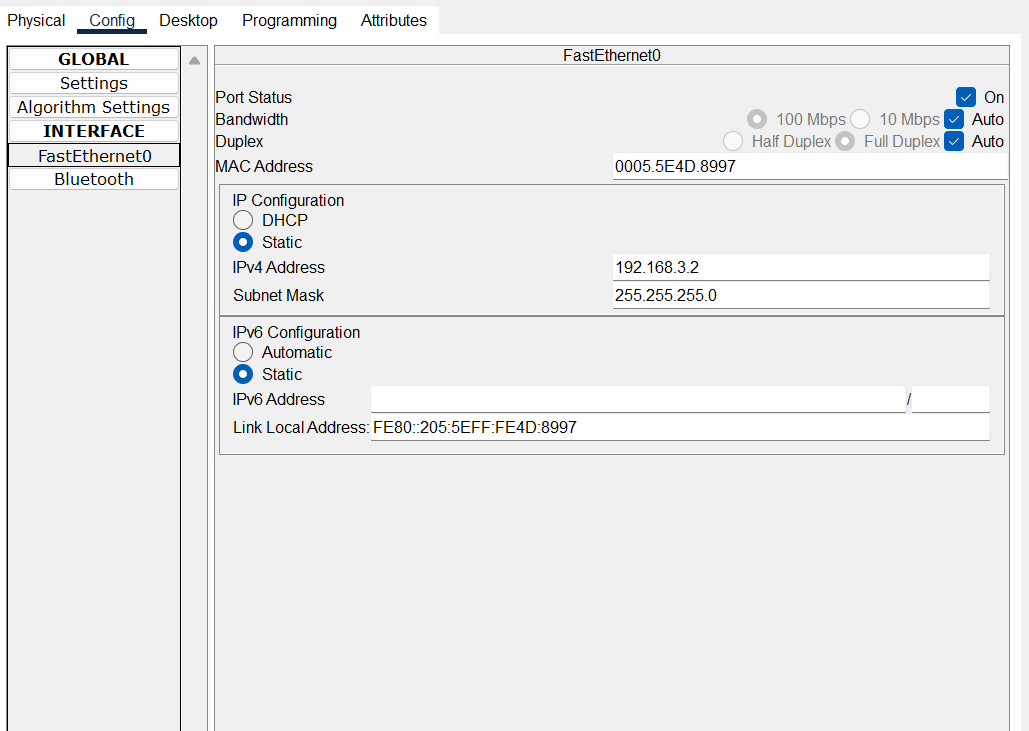 Physical Config Desktop Programming Attributes
GLOBAL
Settings
Algorithm Settings
INTERFACE
FastEthernet0
Bluetooth
FastEthernet0
Port Status On
Bandwidth 100 Mbps 10 Mbps Auto
Duplex Half Duplex Full Duplex Auto
MAC Address 0005.5E4D.8997
IP Configuration
DHCP
Static
IPv4 Address 192.168.3.2
Subnet Mask 255.255.255.0
IPv6 Configuration
Automatic
Static
IPv6 Address /
Link Local Address: FE80::205:5EFF:FE4D:8997